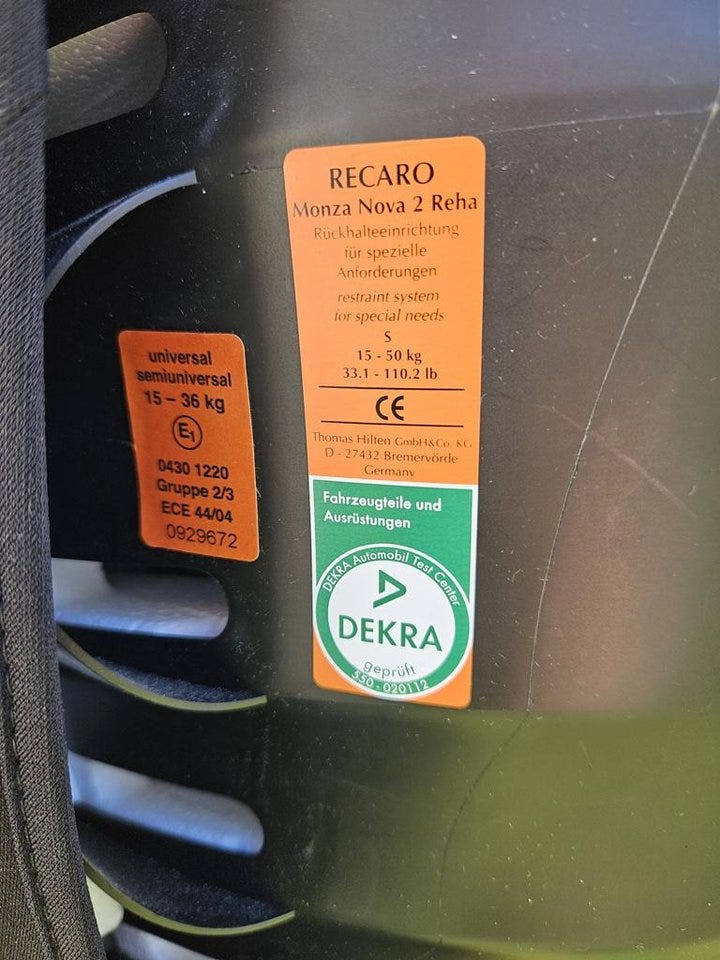 RECARO
Monza Nova 2 Reha
Rückhalteeinrichtung
für spezielle
Anforderungen
restraint system
for special needs
S
15 - 50 kg
33.1 - 110.2 lb
CE
Thomas Hilten GmbH&Co. KG
D - 27432 Bremervörde
Germany
Fahrzeugteile und
Ausrüstungen
DEKRA Automobil Test Center
DEKRA
geprüft
550 - 020112
universal
semiuniversal
15 – 36 kg
E1
0430 1220
Gruppe 2/3
ECE 44/04
0929672